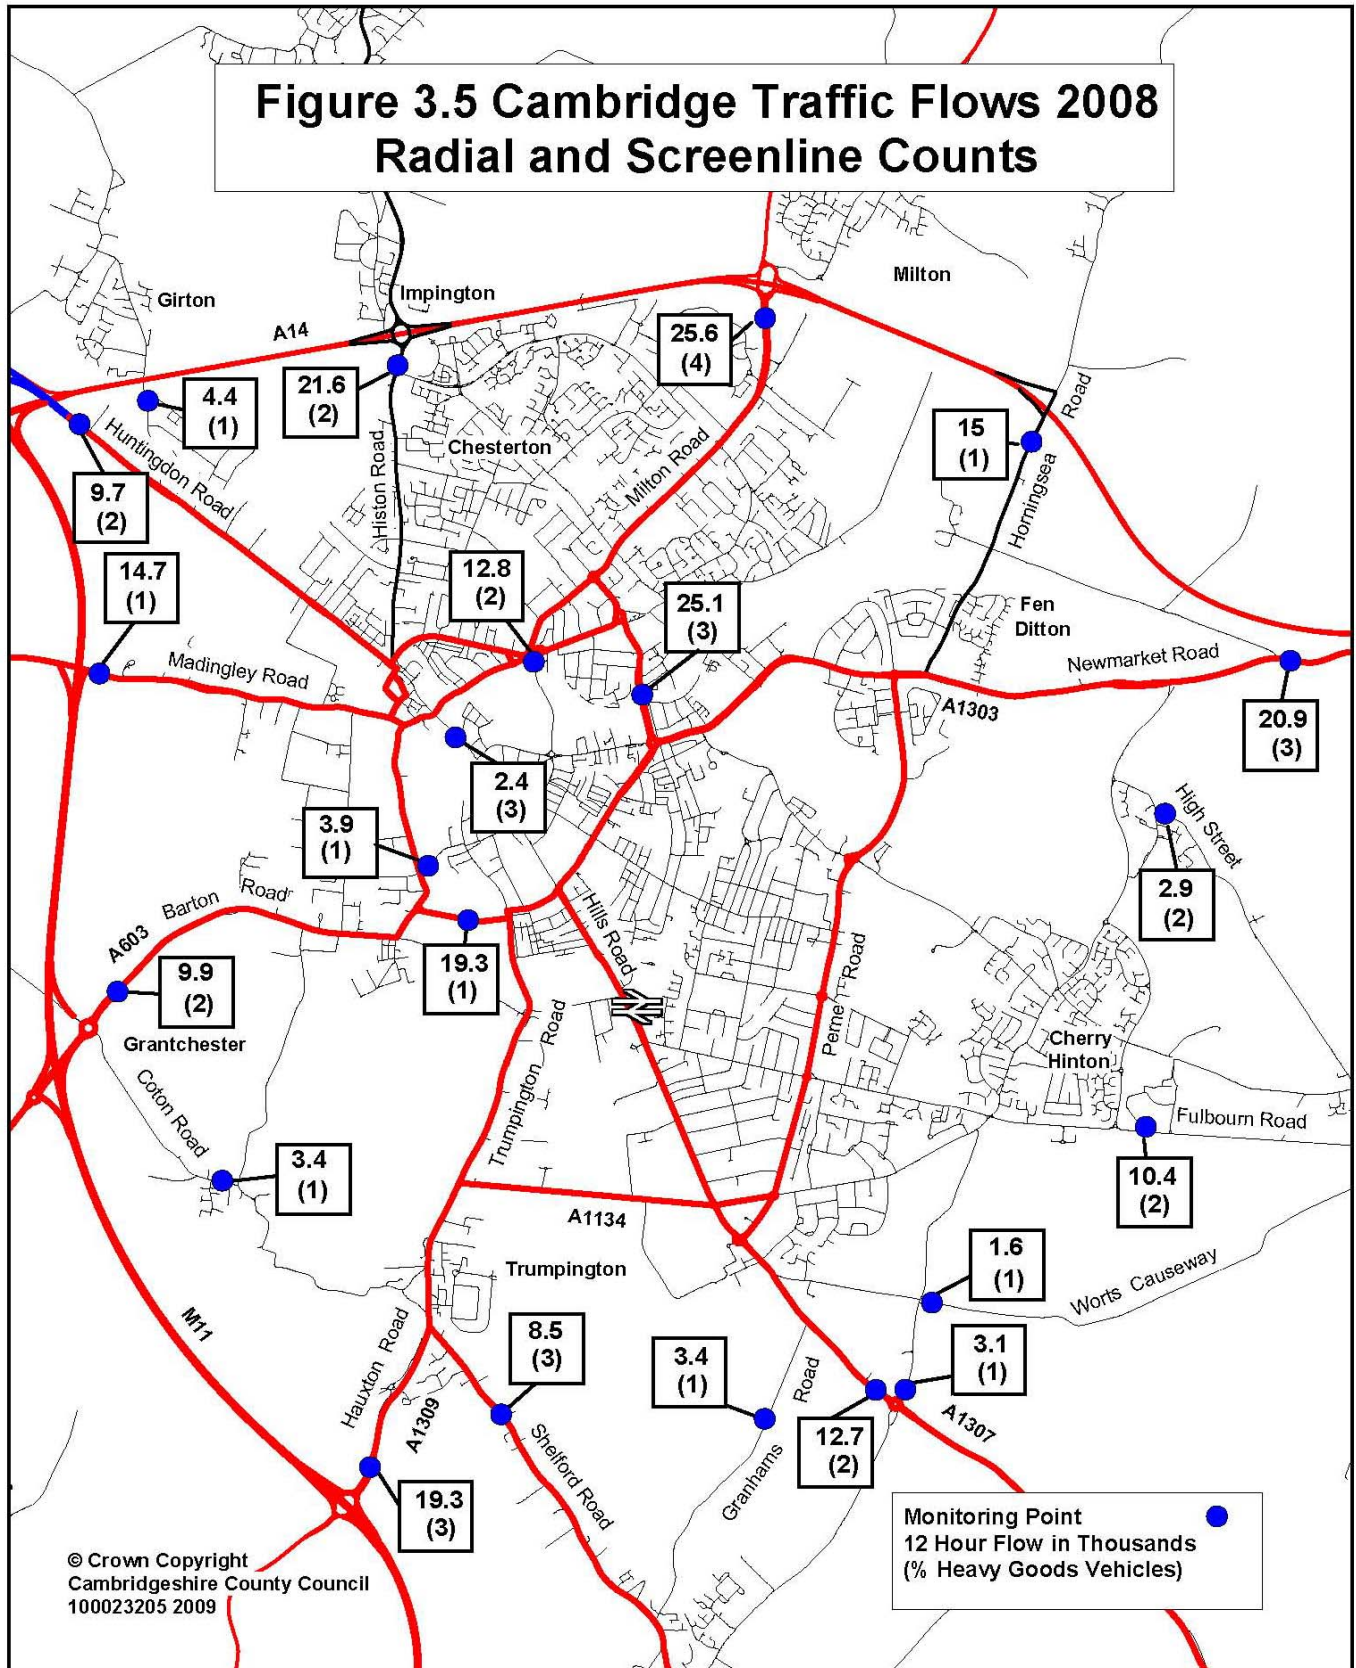 Figure 3.5 Cambridge Traffic Flows 2008
Radial and Screenline Counts
Milton
Girton
Impington
A14
25.6
(4)
21.6
(2)
4.4
(1)
Road
Huntingdon Road
Histon Road
Chesterton
Milton Road
15
(1)
Horningsea
9.7
(2)
14.7
(1)
12.8
(2)
25.1
(3)
Fen
Ditton
Madingley Road
Newmarket Road
A1303
20.9
(3)
2.4
(3)
3.9
(1)
High Street
2.9
(2)
Barton Road
A603
Hills Road
19.3
(1)
9.9
(2)
Perne Road
Grantchester
Cherry
Hinton
Trumpington Road
Coton Road
Fulbourn Road
3.4
(1)
10.4
(2)
A1134
Trumpington
1.6
(1)
Worts Causeway
M11
Hauxton Road
8.5
(3)
3.4
(1)
3.1
(1)
A1309
Shelford Road
Granhams Road
12.7
(2)
A1307
19.3
(3)
Monitoring Point
12 Hour Flow in Thousands
(% Heavy Goods Vehicles)
© Crown Copyright
Cambridgeshire County Council
100023205 2009